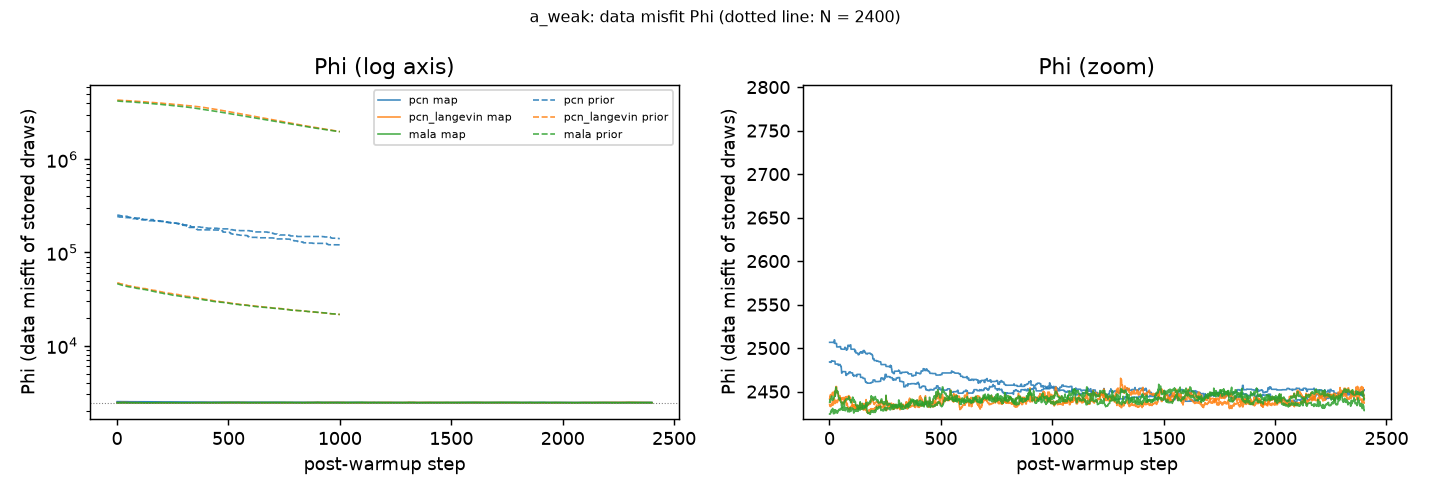 a_weak: data misfit Phi (dotted line: N = 2400)
Phi (log axis)
Phi (data misfit of stored draws)
10^6
10^5
10^4
pcn map
pcn_langevin map
mala map
pcn prior
pcn_langevin prior
mala prior
0 500 1000 1500 2000 2500
post-warmup step
Phi (zoom)
Phi (data misfit of stored draws)
2800
2750
2700
2650
2600
2550
2500
2450
0 500 1000 1500 2000 2500
post-warmup step